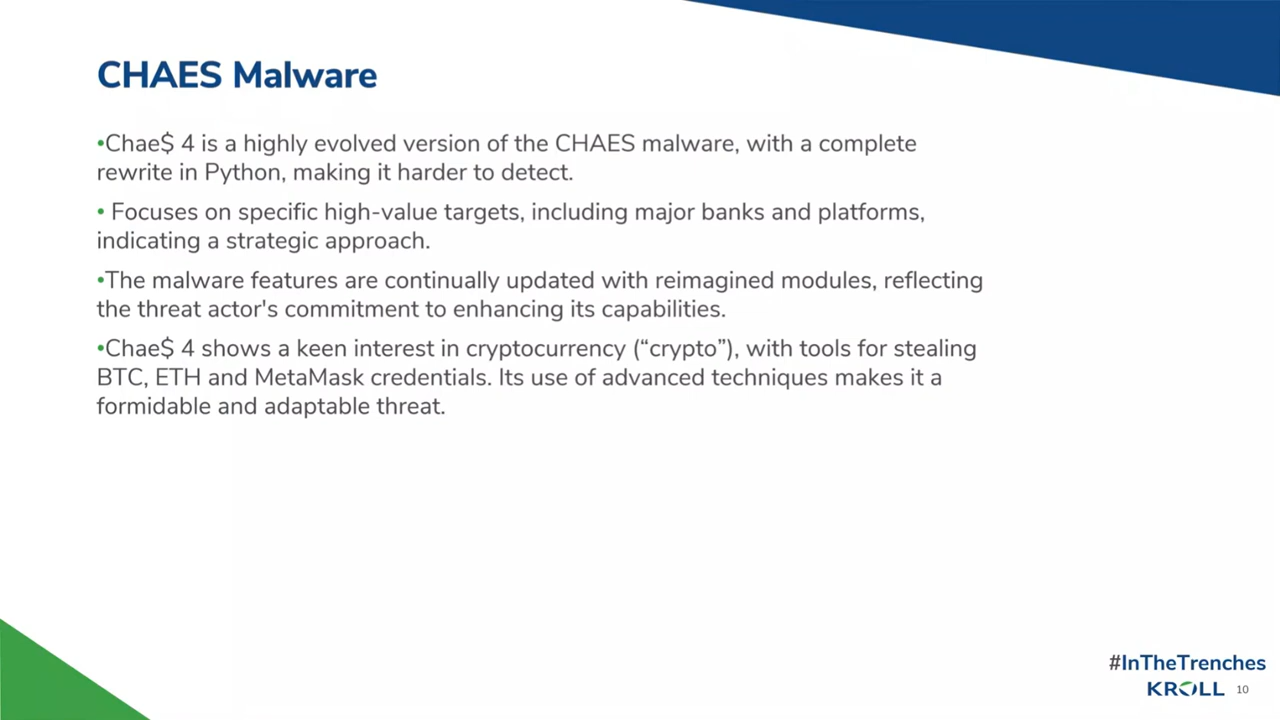 CHAES Malware
•Chae$ 4 is a highly evolved version of the CHAES malware, with a complete
rewrite in Python, making it harder to detect.
• Focuses on specific high-value targets, including major banks and platforms,
indicating a strategic approach.
•The malware features are continually updated with reimagined modules, reflecting
the threat actor's commitment to enhancing its capabilities.
•Chae$ 4 shows a keen interest in cryptocurrency (“crypto”), with tools for stealing
BTC, ETH and MetaMask credentials. Its use of advanced techniques makes it a
formidable and adaptable threat.
#InTheTrenches
KROLL 10